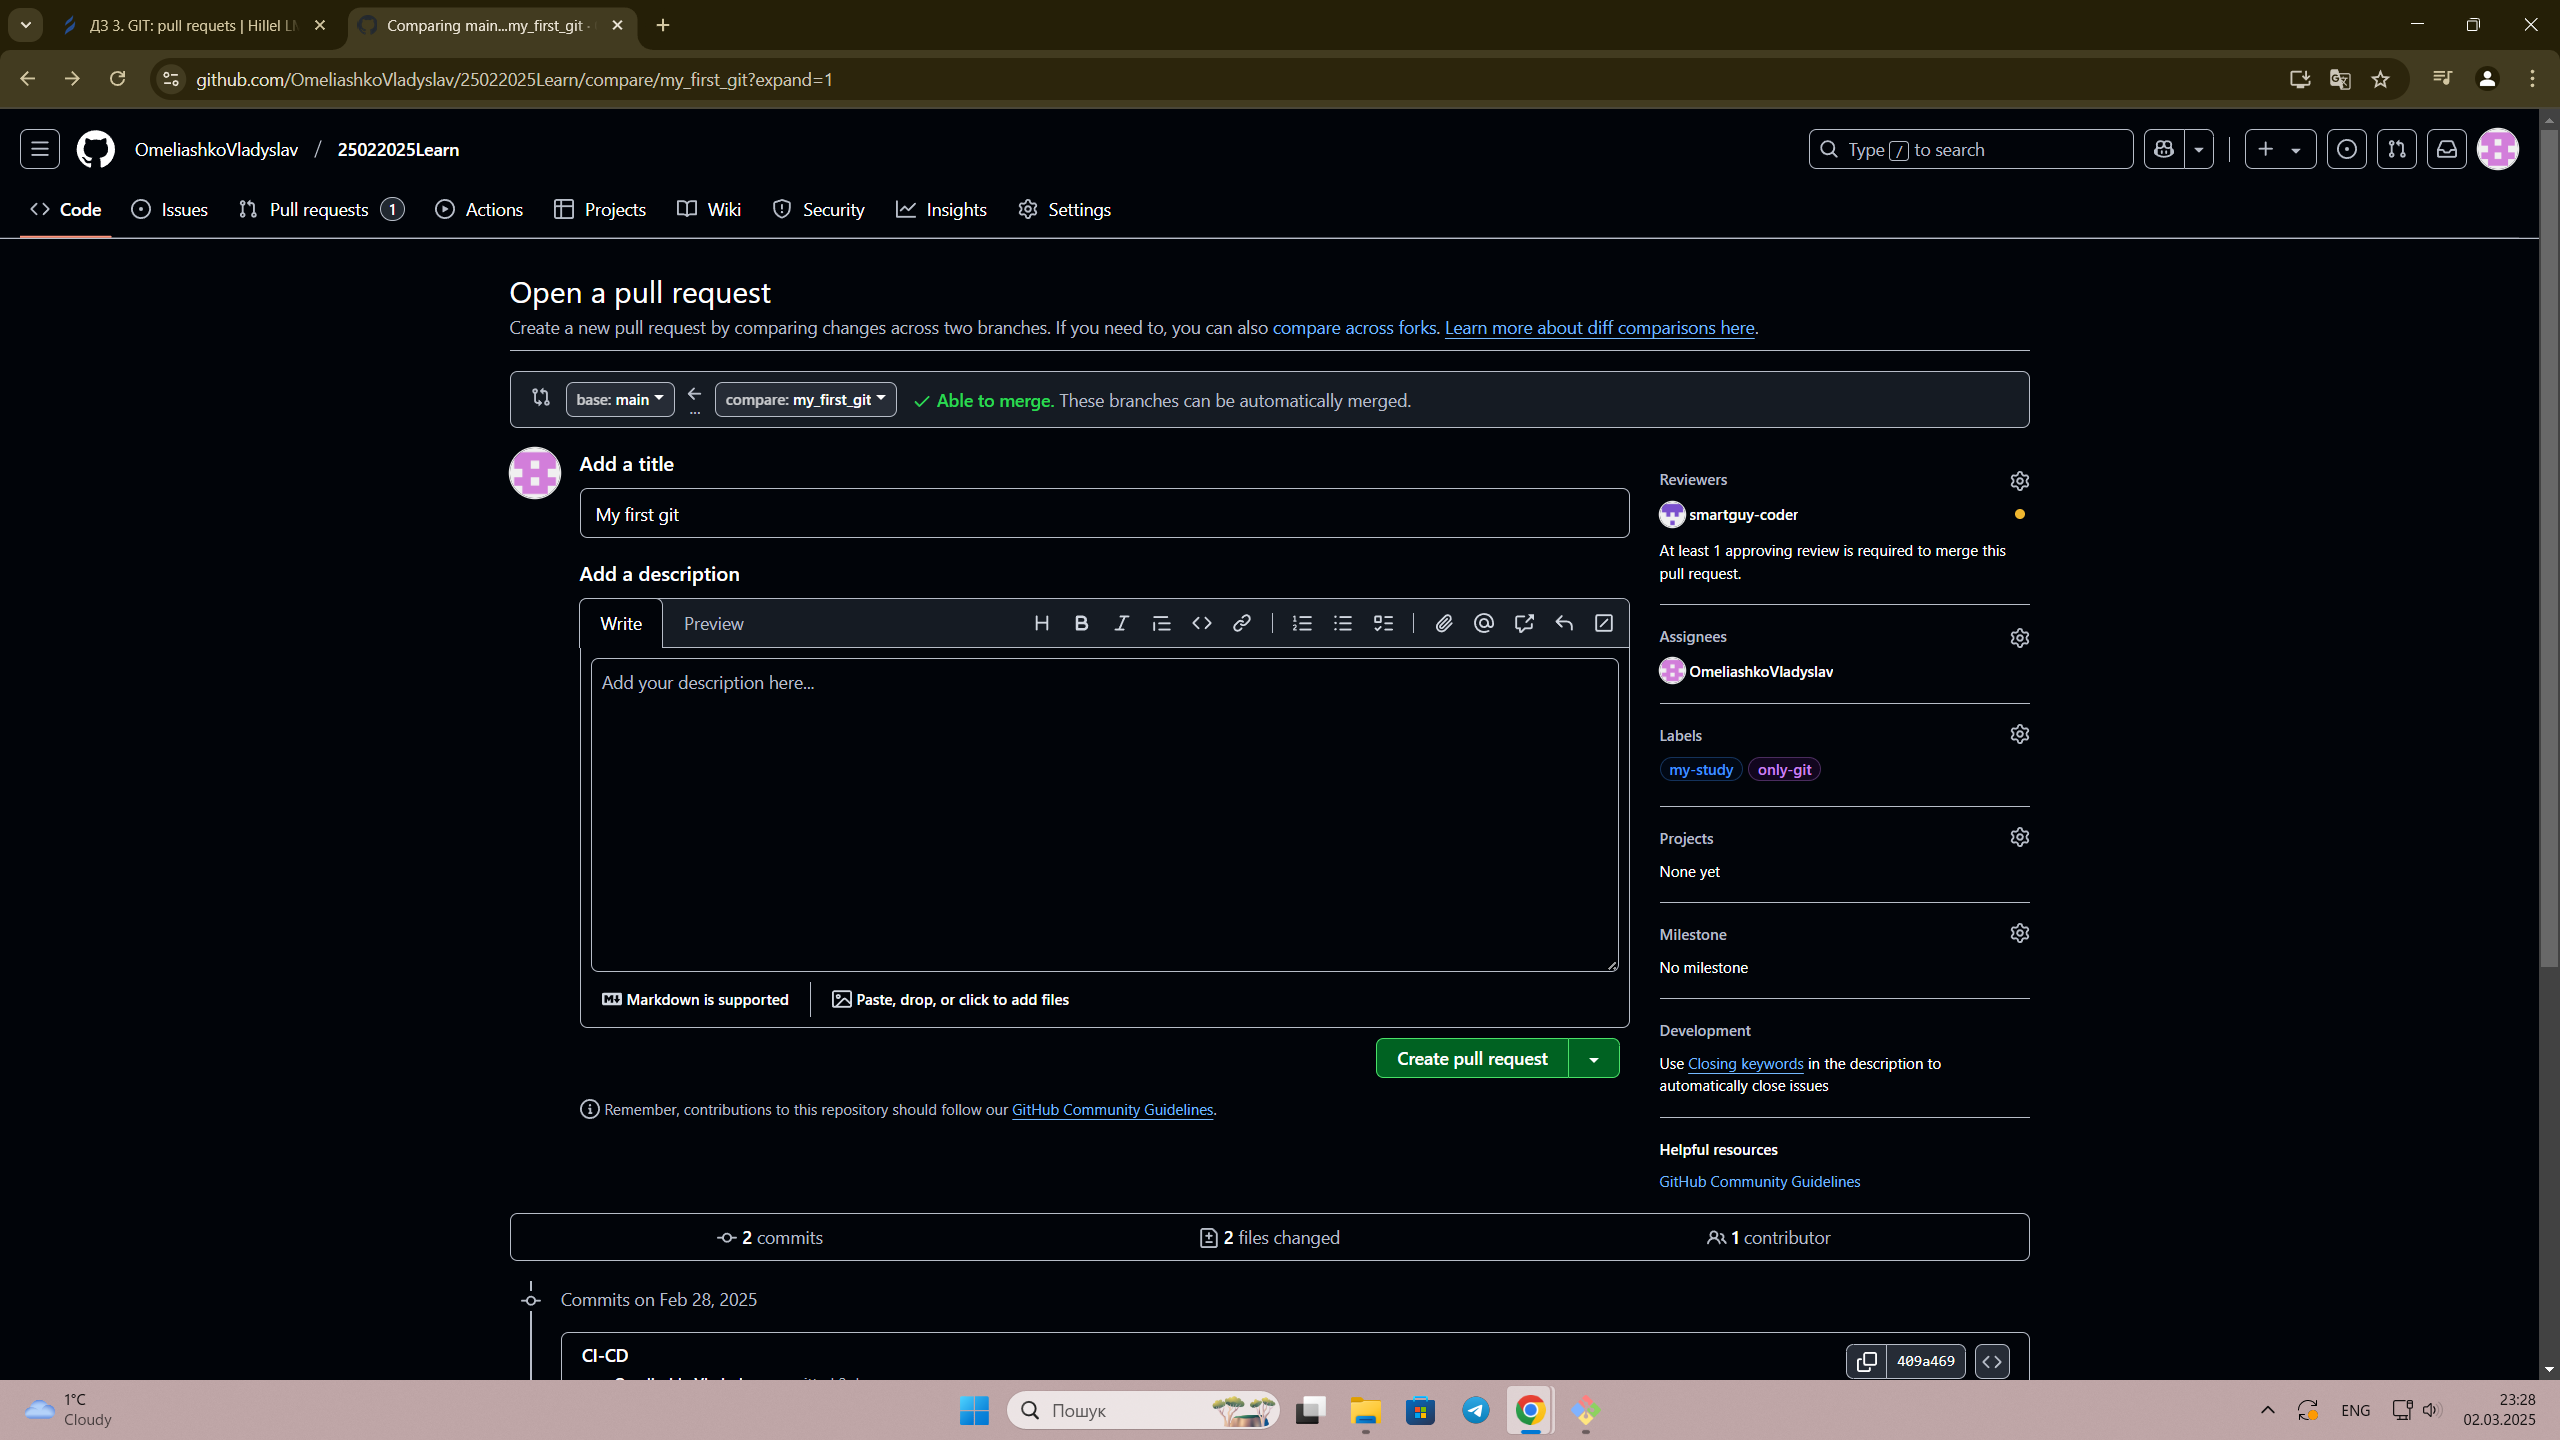 ДЗ 3. GIT: pull requets | Hillel LM
Comparing main...my_first_git ·
github.com/OmeliashkoVladyslav/25022025Learn/compare/my_first_git?expand=1
OmeliashkoVladyslav / 25022025Learn
Type / to search
Code
Issues
Pull requests 1
Actions
Projects
Wiki
Security
Insights
Settings
Open a pull request
Create a new pull request by comparing changes across two branches. If you need to, you can also compare across forks. Learn more about diff comparisons here.
base: main
...
compare: my_first_git
Able to merge. These branches can be automatically merged.
Add a title
My first git
Add a description
Write
Preview
Add your description here...
Markdown is supported
Paste, drop, or click to add files
Create pull request
Remember, contributions to this repository should follow our GitHub Community Guidelines.
Reviewers
smartguy-coder
At least 1 approving review is required to merge this
pull request.
Assignees
OmeliashkoVladyslav
Labels
my-study only-git
Projects
None yet
Milestone
No milestone
Development
Use Closing keywords in the description to
automatically close issues
Helpful resources
GitHub Community Guidelines
2 commits
2 files changed
1 contributor
Commits on Feb 28, 2025
CI-CD
409a469
1°C
Cloudy
Пошук
ENG
23:28
02.03.2025